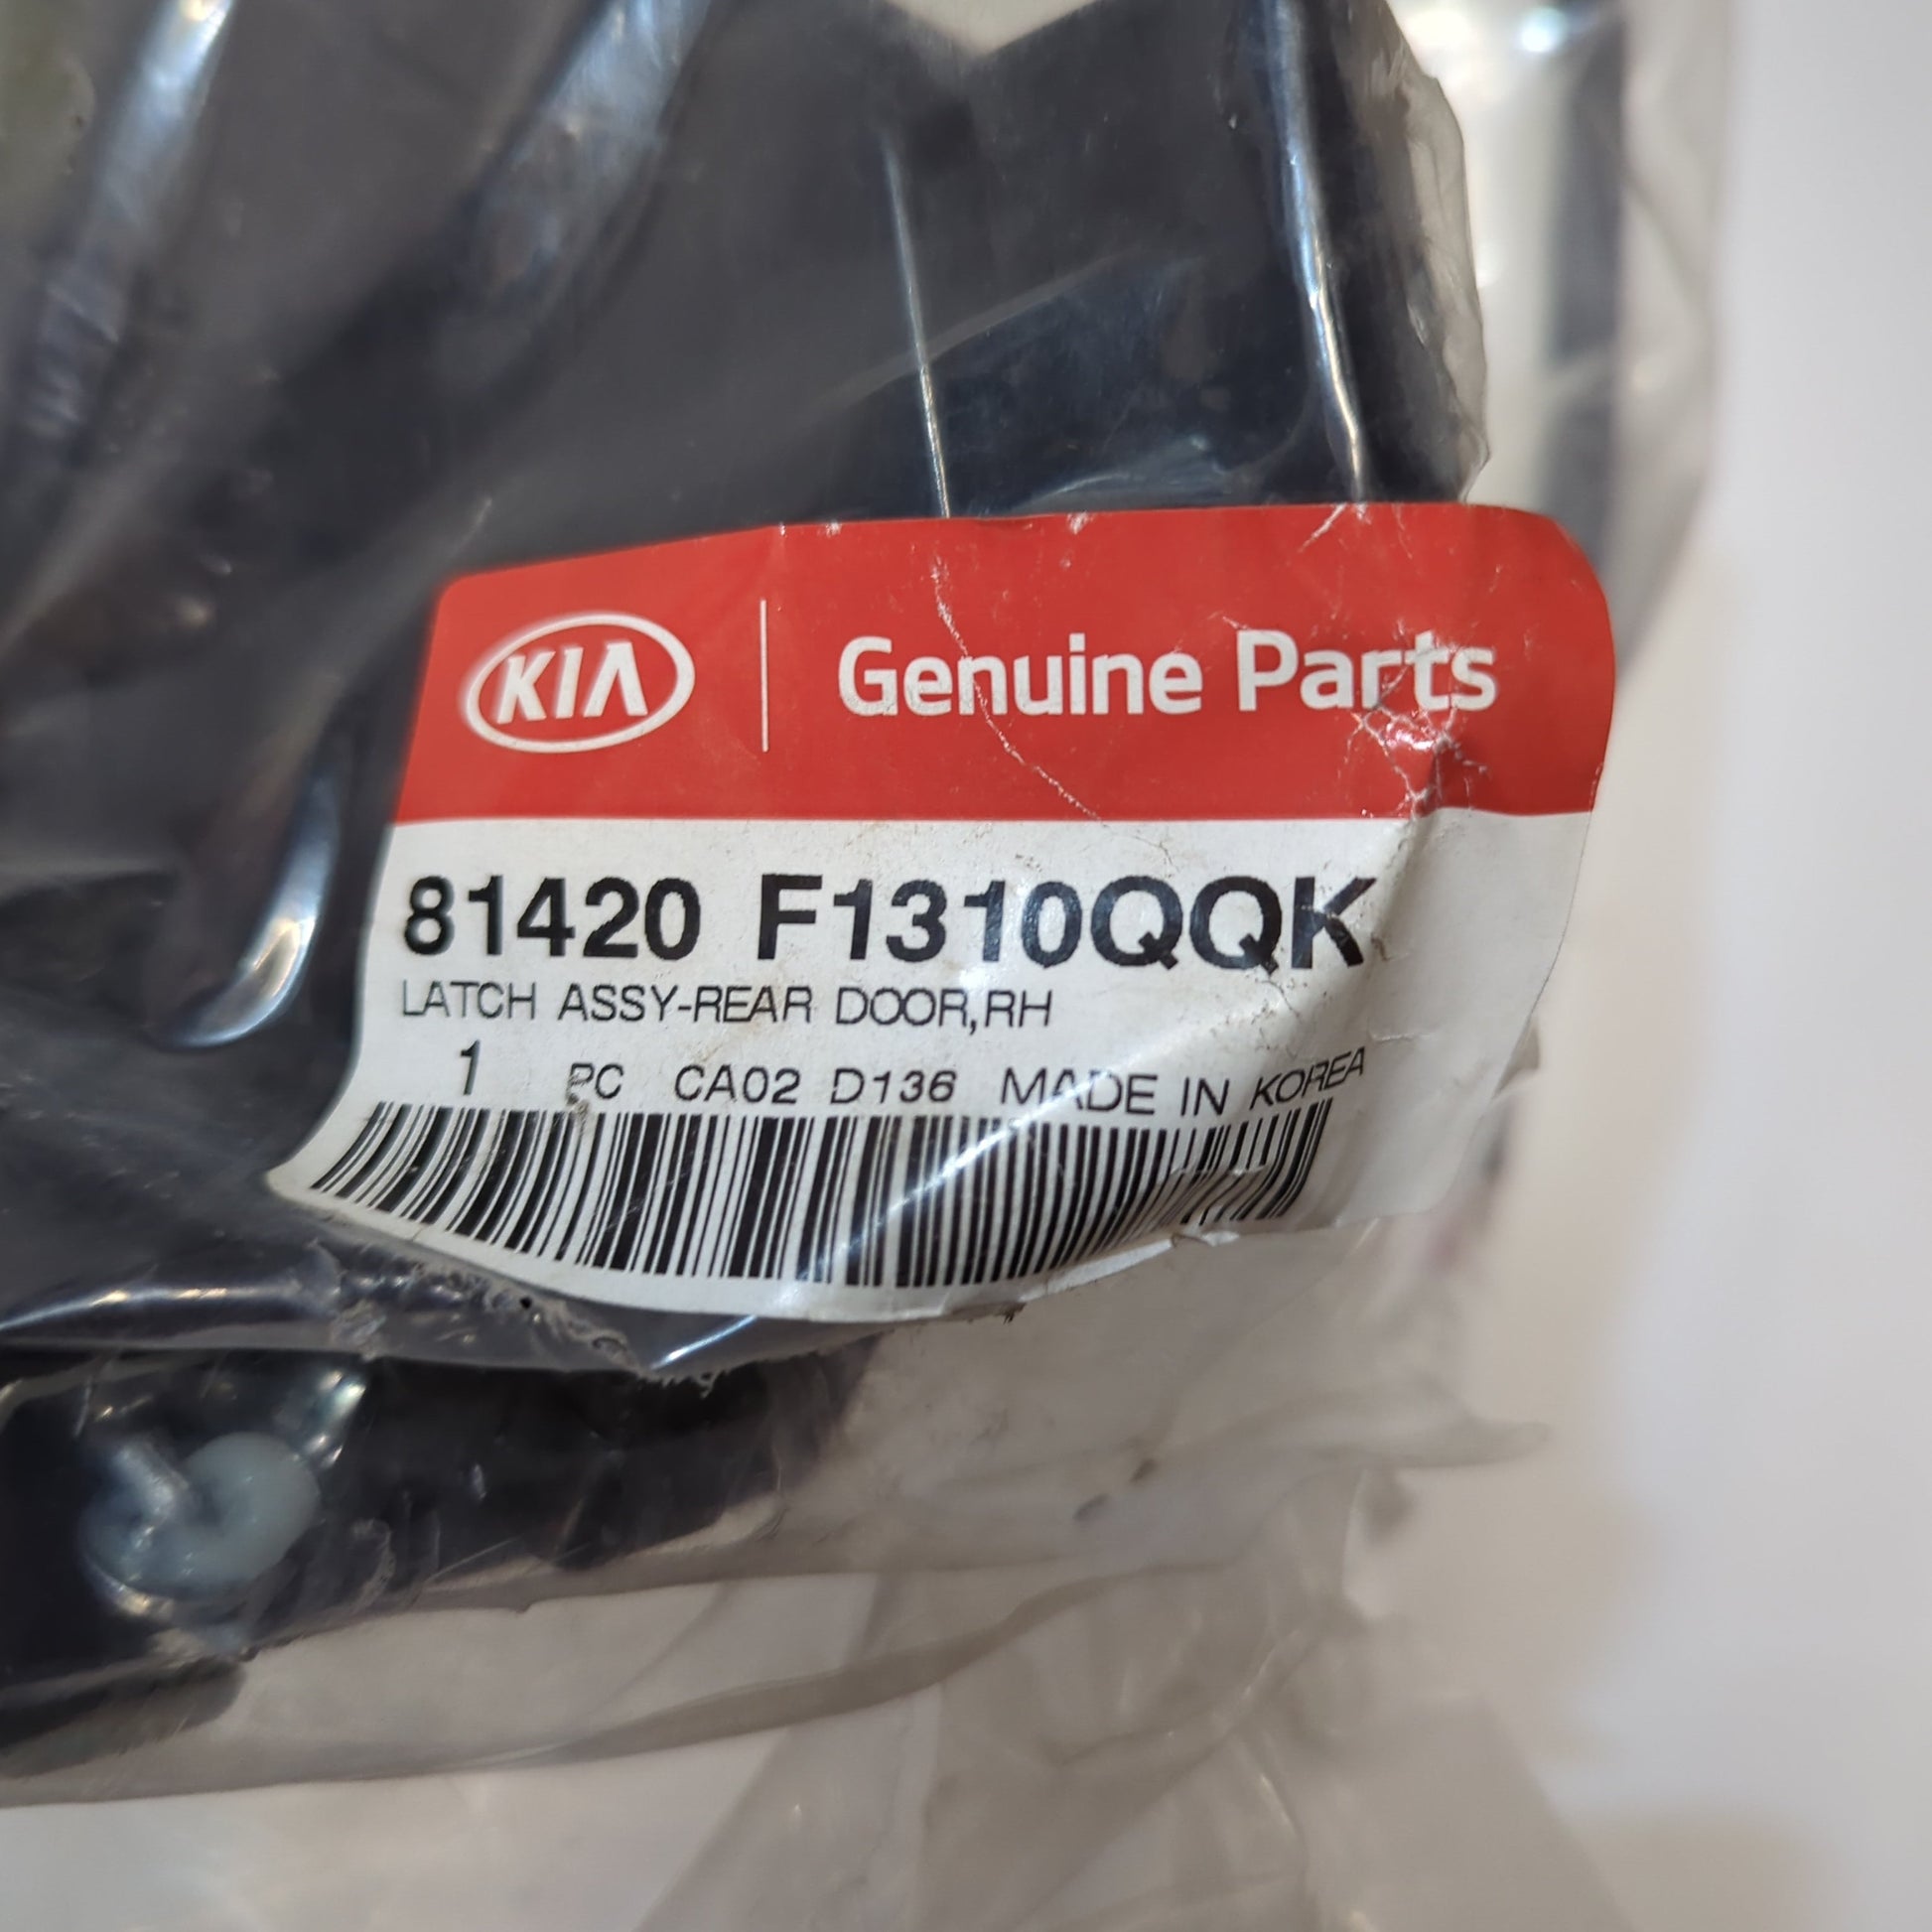 KIA Genuine Parts
81420 F1310QQK
LATCH ASSY-REAR DOOR,RH
1 PC CA02 D136 MADE IN KOREA